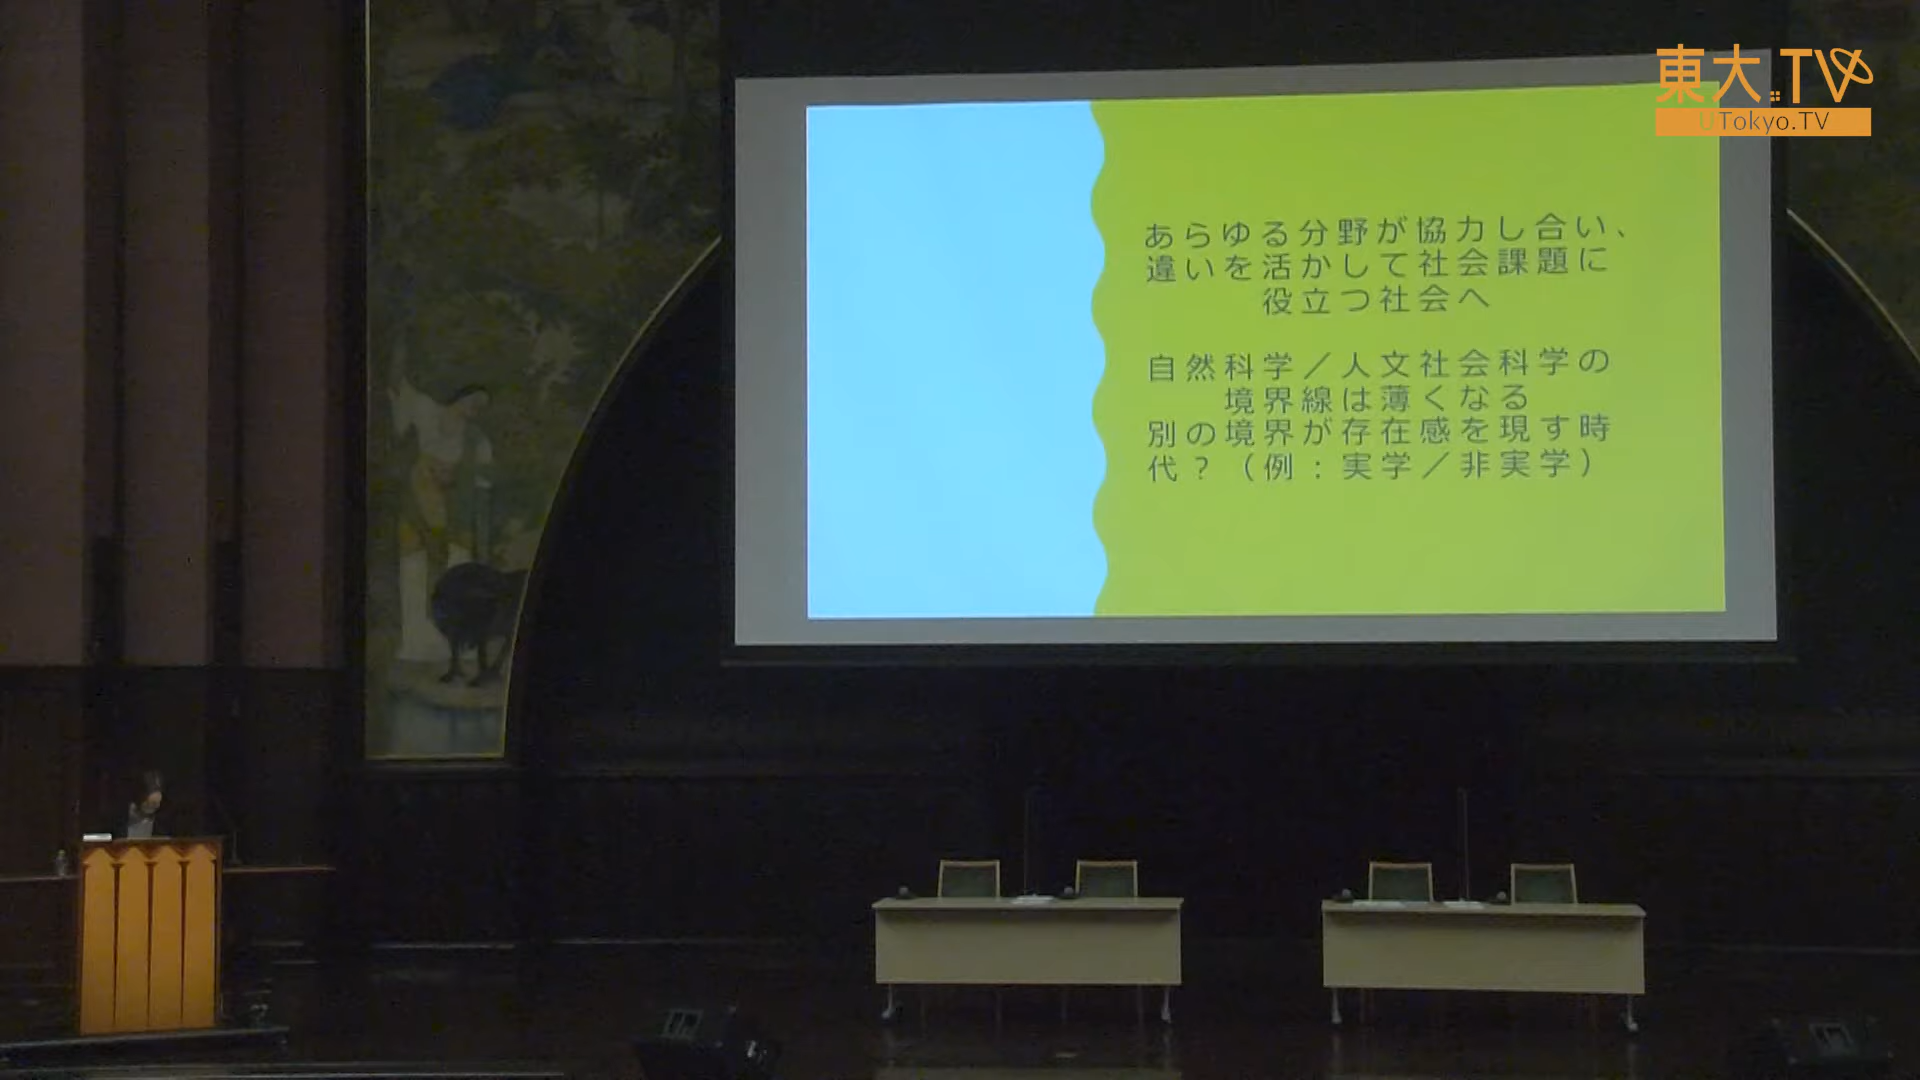 東大TV
UTokyo.TV
あらゆる分野が協力し合い、
違いを活かして社会課題に
役立つ社会へ
自然科学／人文社会科学の
境界線は薄くなる
別の境界が存在感を現す時
代？（例：実学／非実学）